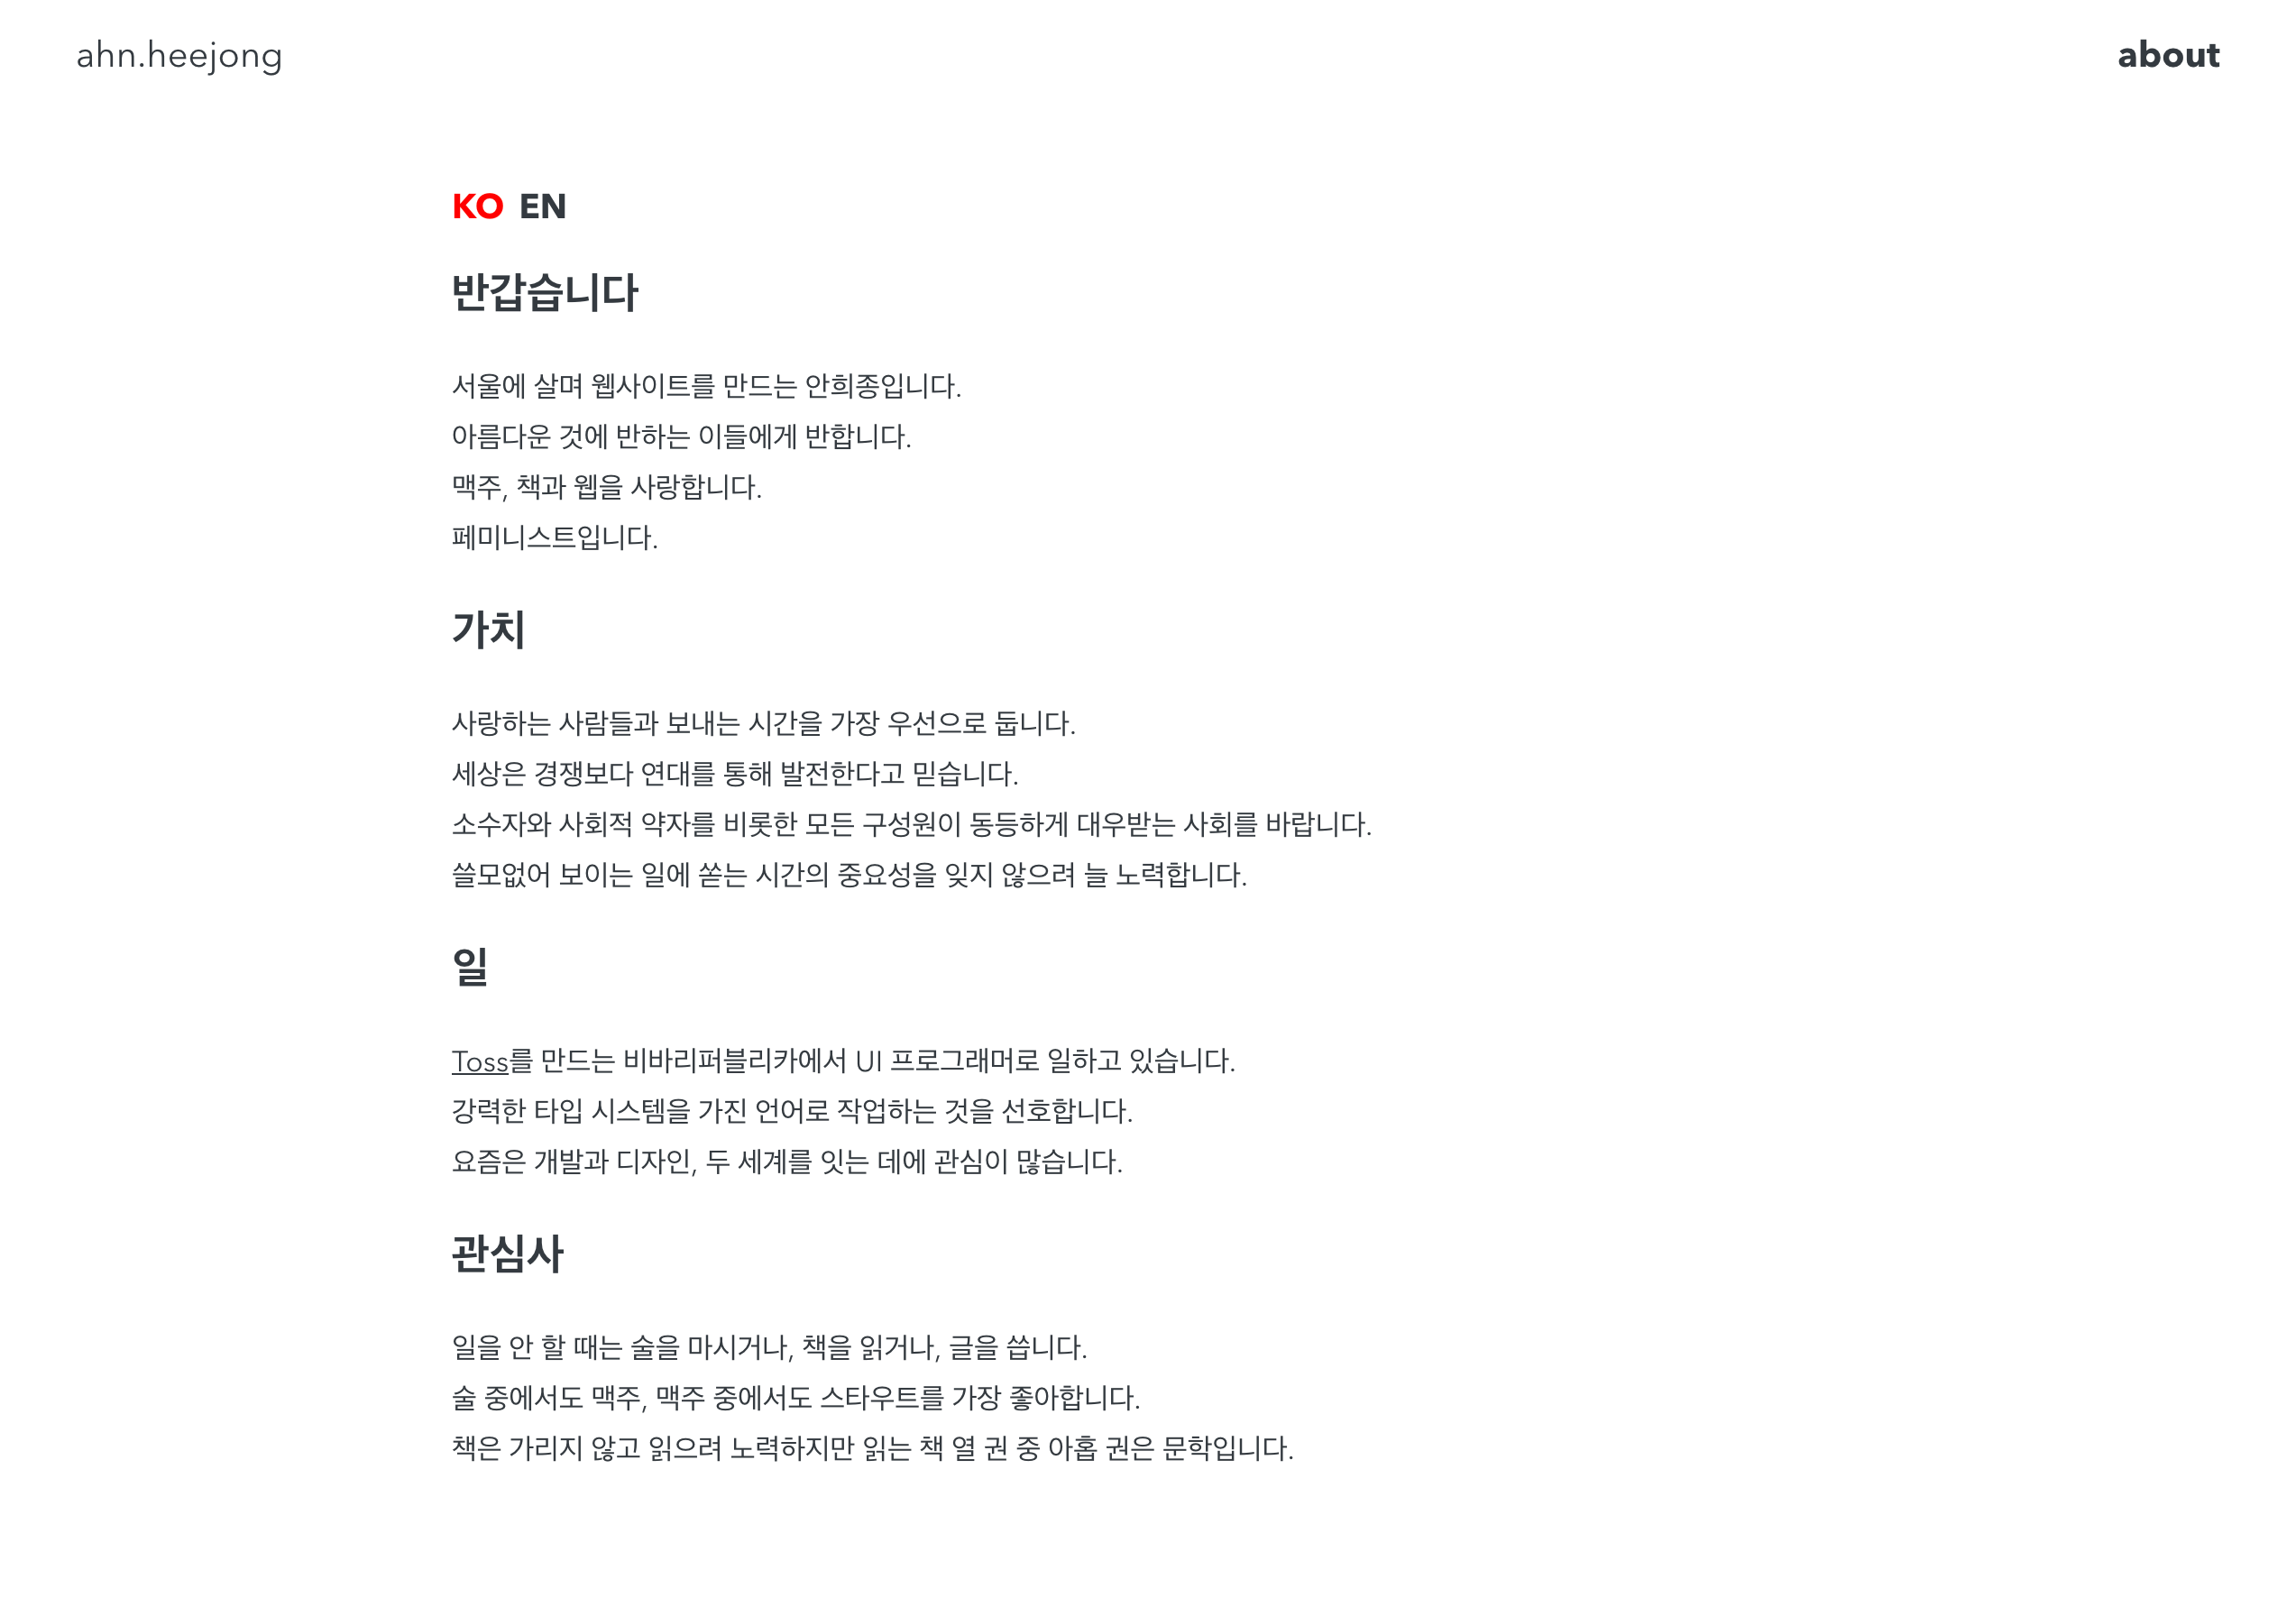 ahn.heejong
about
KO EN
반갑습니다
서울에 살며 웹사이트를 만드는 안희종입니다.
아름다운 것에 반하는 이들에게 반합니다.
맥주, 책과 웹을 사랑합니다.
페미니스트입니다.
가치
사랑하는 사람들과 보내는 시간을 가장 우선으로 둡니다.
세상은 경쟁보다 연대를 통해 발전한다고 믿습니다.
소수자와 사회적 약자를 비롯한 모든 구성원이 동등하게 대우받는 사회를 바랍니다.
쓸모없어 보이는 일에 쏟는 시간의 중요성을 잊지 않으려 늘 노력합니다.
일
Toss를 만드는 비바리퍼블리카에서 UI 프로그래머로 일하고 있습니다.
강력한 타입 시스템을 가진 언어로 작업하는 것을 선호합니다.
요즘은 개발과 디자인, 두 세계를 잇는 데에 관심이 많습니다.
관심사
일을 안 할 때는 술을 마시거나, 책을 읽거나, 글을 씁니다.
술 중에서도 맥주, 맥주 중에서도 스타우트를 가장 좋아합니다.
책은 가리지 않고 읽으려 노력하지만 읽는 책 열 권 중 아홉 권은 문학입니다.